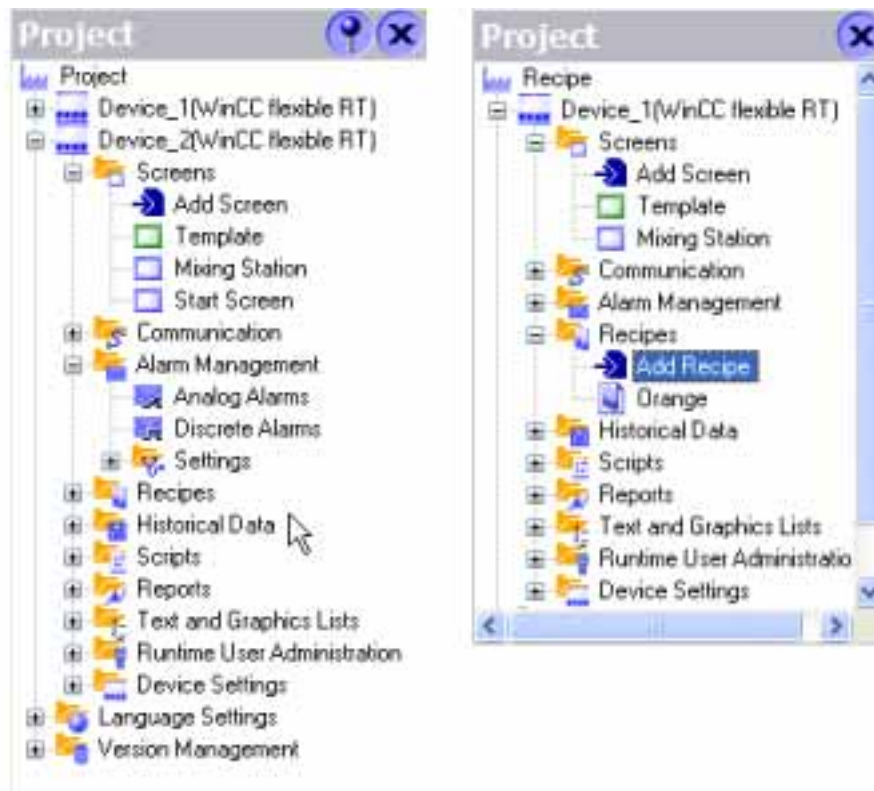 Project
Project
Device_1(WinCC flexible RT)
Device_2(WinCC flexible RT)
Screens
Add Screen
Template
Mixing Station
Start Screen
Communication
Alarm Management
Analog Alarms
Discrete Alarms
Settings
Recipes
Historical Data
Scripts
Reports
Text and Graphics Lists
Runtime User Administration
Device Settings
Language Settings
Version Management
Project
Recipe
Device_1(WinCC flexible RT)
Screens
Add Screen
Template
Mixing Station
Communication
Alarm Management
Recipes
Add Recipe
Orange
Historical Data
Scripts
Reports
Text and Graphics Lists
Runtime User Administratio
Device Settings